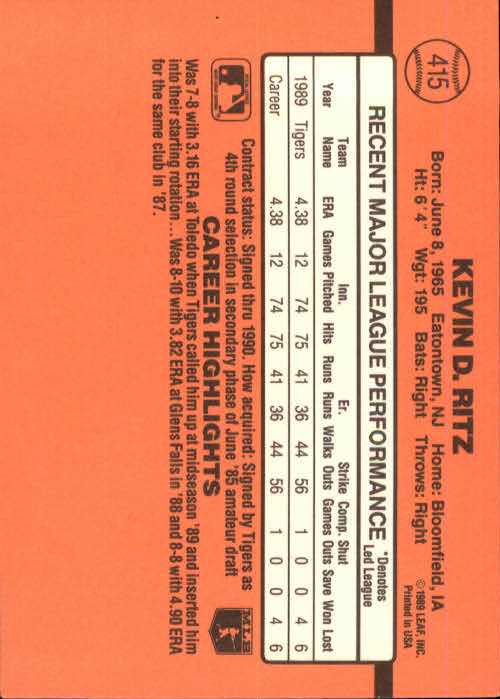 415
KEVIN D. RITZ
Born: June 8, 1965 Eatontown, NJ Home: Bloomfield, IA
Ht: 6' 4" Wgt: 195 Bats: Right Throws: Right
©1989 LEAF, INC.
Printed in USA
RECENT MAJOR LEAGUE PERFORMANCE *Denotes
Led League
Team Inn. Er. Strike Comp. Shut
Year Name ERA Games Pitched Hits Runs Runs Walks Outs Games Outs Save Won Lost
1989 Tigers 4.38 12 74 75 41 36 44 56 1 0 0 4 6
Career 4.38 12 74 75 41 36 44 56 1 0 0 4 6
Contract status: Signed thru 1990. How acquired: Signed by Tigers as
4th round selection in secondary phase of June '85 amateur draft
MLB
CAREER HIGHLIGHTS
Was 7-8 with 3.16 ERA at Toledo when Tigers called him up at midseason '89 and inserted him
into their starting rotation ... Was 8-10 with 3.82 ERA at Glens Falls in '88 and 8-8 with 4.90 ERA
for the same club in '87.